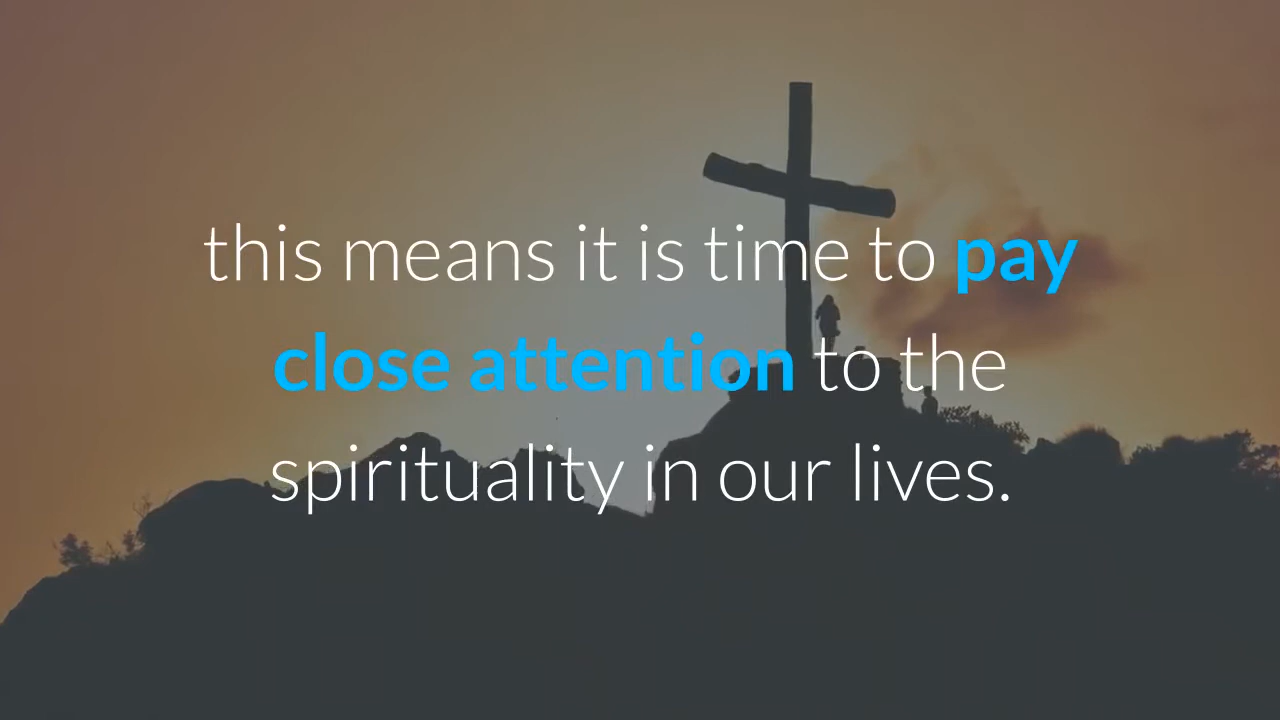 this means it is time to pay
close attention to the
spirituality in our lives.